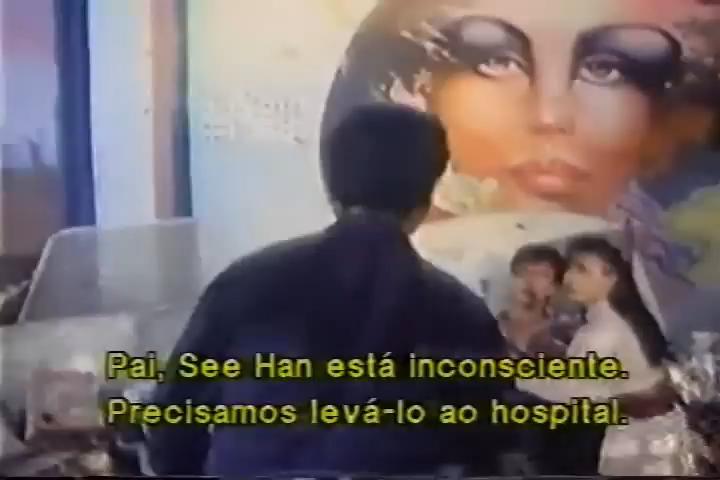 Pai, See Han está inconsciente.
Precisamos levá-lo ao hospital.